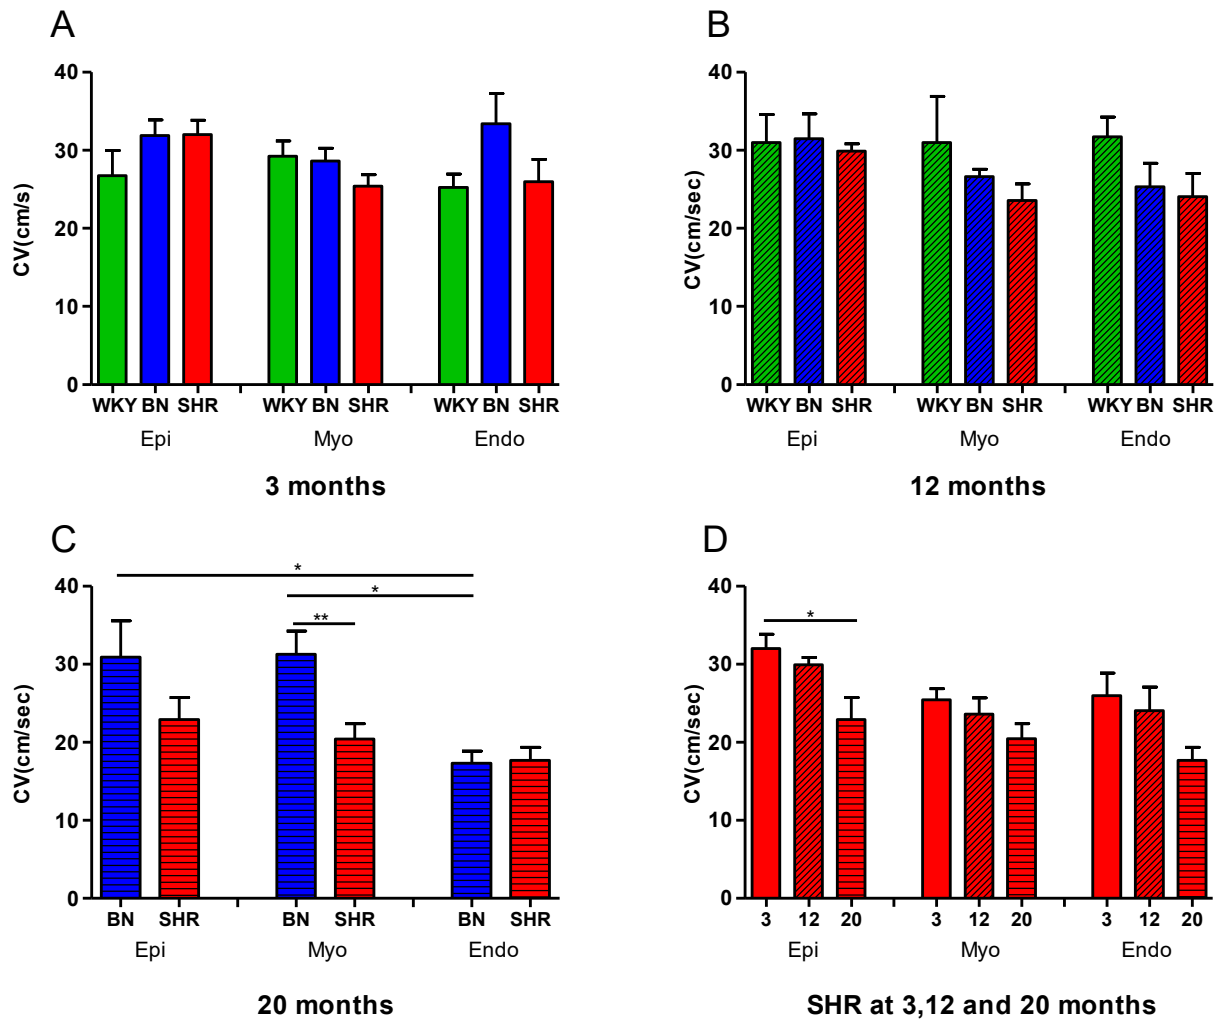 A
CV(cm/s)
40
30
20
10
0
WKY BN SHR WKY BN SHR WKY BN SHR
Epi Myo Endo
3 months
B
CV(cm/sec)
40
30
20
10
0
WKY BN SHR WKY BN SHR WKY BN SHR
Epi Myo Endo
12 months
C
CV(cm/sec)
40
30
20
10
0
*
*
**
BN SHR BN SHR BN SHR
Epi Myo Endo
20 months
D
CV(cm/sec)
40
30
20
10
0
*
3 12 20 3 12 20 3 12 20
Epi Myo Endo
SHR at 3,12 and 20 months